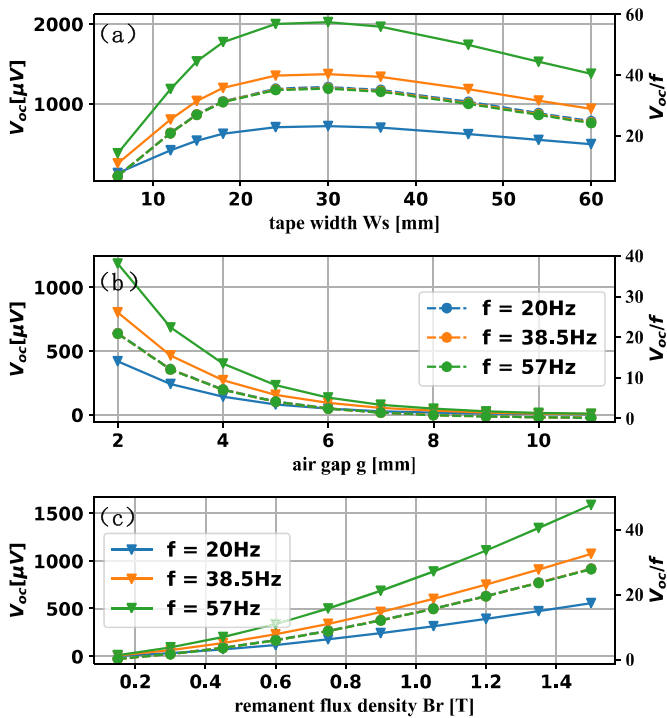 (a)
2000
1000
V_oc[μV]
60
40
20
V_oc/f
10 20 30 40 50 60
tape width Ws [mm]
(b)
1000
500
0
V_oc[μV]
40
30
20
10
0
V_oc/f
f = 20Hz
f = 38.5Hz
f = 57Hz
2 4 6 8 10
air gap g [mm]
(c)
1500
1000
500
0
V_oc[μV]
40
20
0
V_oc/f
f = 20Hz
f = 38.5Hz
f = 57Hz
0.2 0.4 0.6 0.8 1.0 1.2 1.4
remanent flux density Br [T]